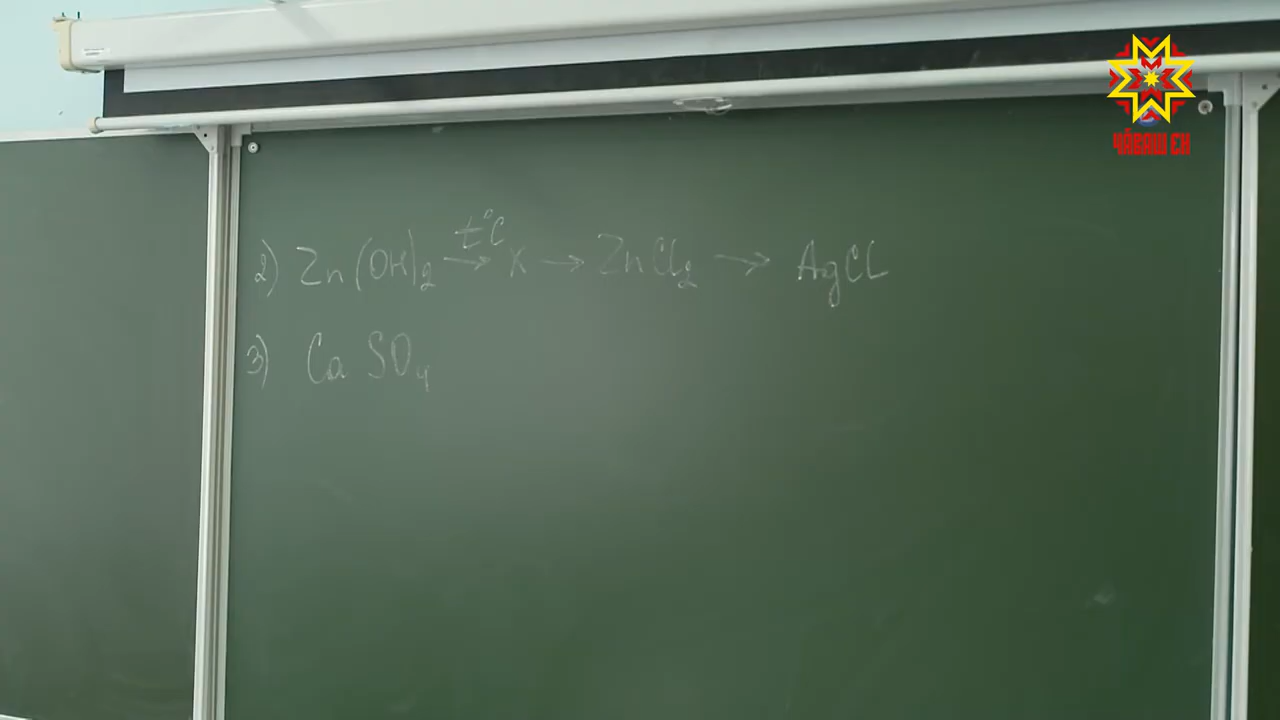 ЧӐВАШ ЕН
2) Zn(OH)₂ —t°C→ X → ZnCl₂ → AgCl
3) CaSO₄